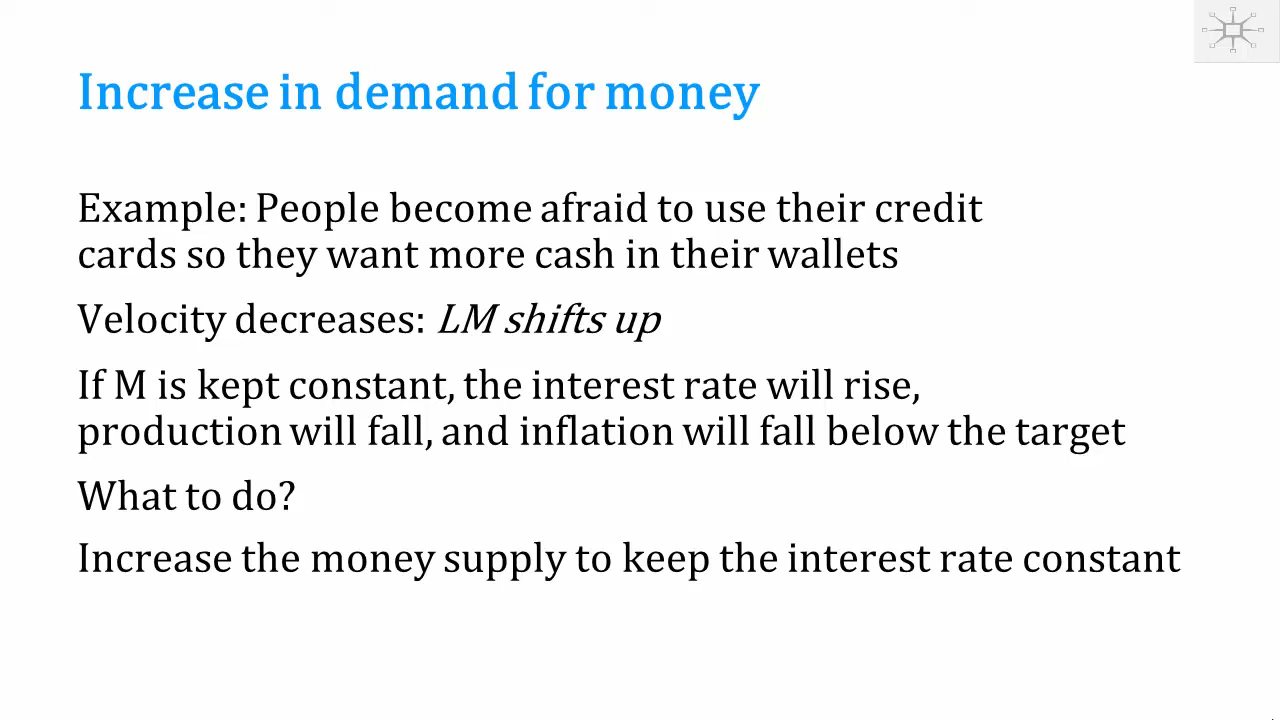 Increase in demand for money
Example: People become afraid to use their credit
cards so they want more cash in their wallets
Velocity decreases: LM shifts up
If M is kept constant, the interest rate will rise,
production will fall, and inflation will fall below the target
What to do?
Increase the money supply to keep the interest rate constant